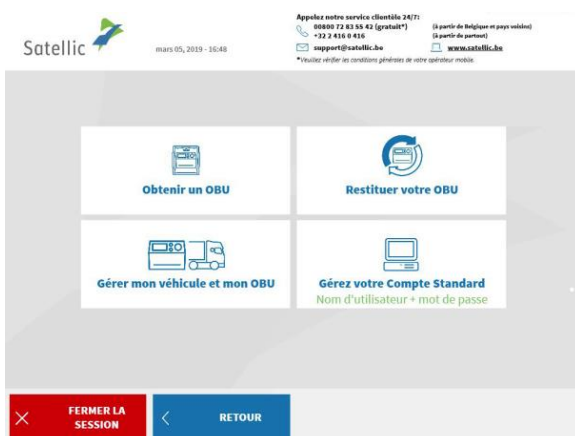 Satellic
mars 05, 2019 - 16:48
Appelez notre service clientèle 24/7:
00800 72 83 55 42 (gratuit*) (à partir de Belgique et pays voisins)
+32 2 416 0 416 (à partir de partout)
support@satellic.be www.satellic.be
*Veuillez vérifier les conditions générales de votre opérateur mobile.
Obtenir un OBU
Restituer votre OBU
Gérer mon véhicule et mon OBU
Gérez votre Compte Standard
Nom d'utilisateur + mot de passe
FERMER LA
SESSION
RETOUR